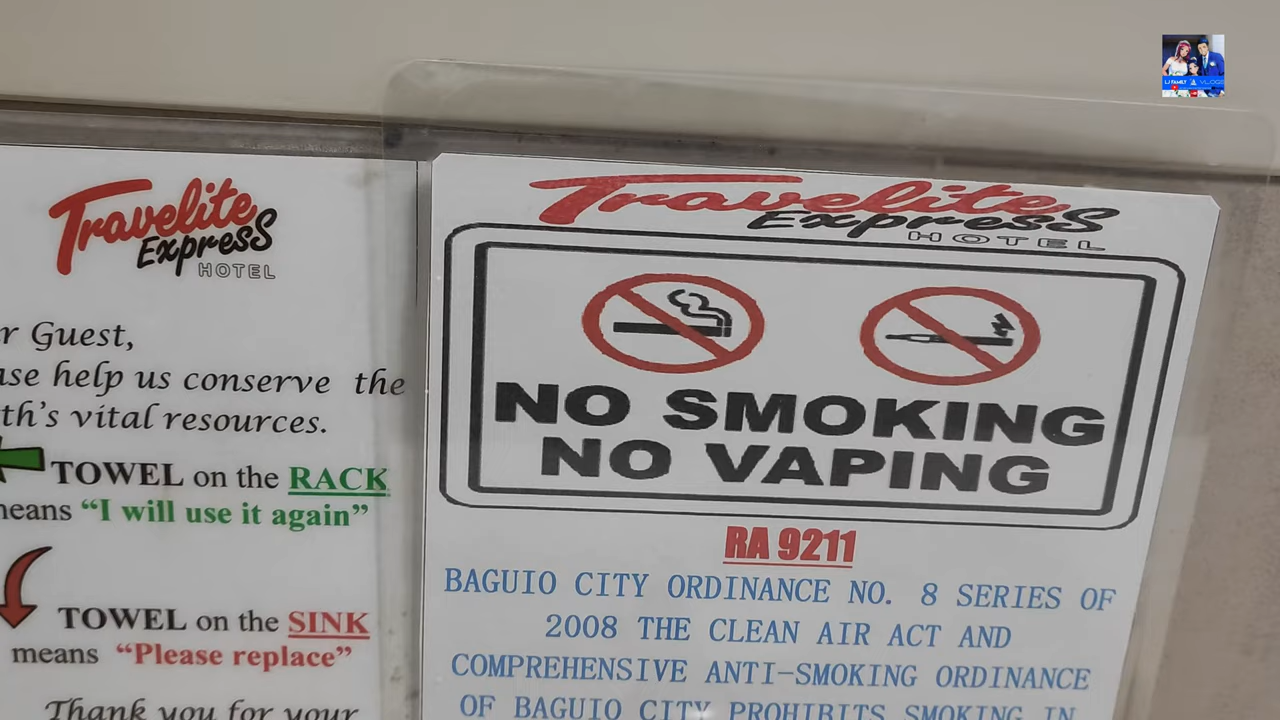 Travelite
Express
HOTEL
r Guest,
ase help us conserve the
th's vital resources.
TOWEL on the RACK
means "I will use it again"
TOWEL on the SINK
means "Please replace"
Thank you for your
Travelite
Express
HOTEL
NO SMOKING
NO VAPING
RA 9211
BAGUIO CITY ORDINANCE NO. 8 SERIES OF
2008 THE CLEAN AIR ACT AND
COMPREHENSIVE ANTI-SMOKING ORDINANCE
OF BAGUIO CITY PROHIBITS SMOKING IN
LJ FAMILY VLOGS